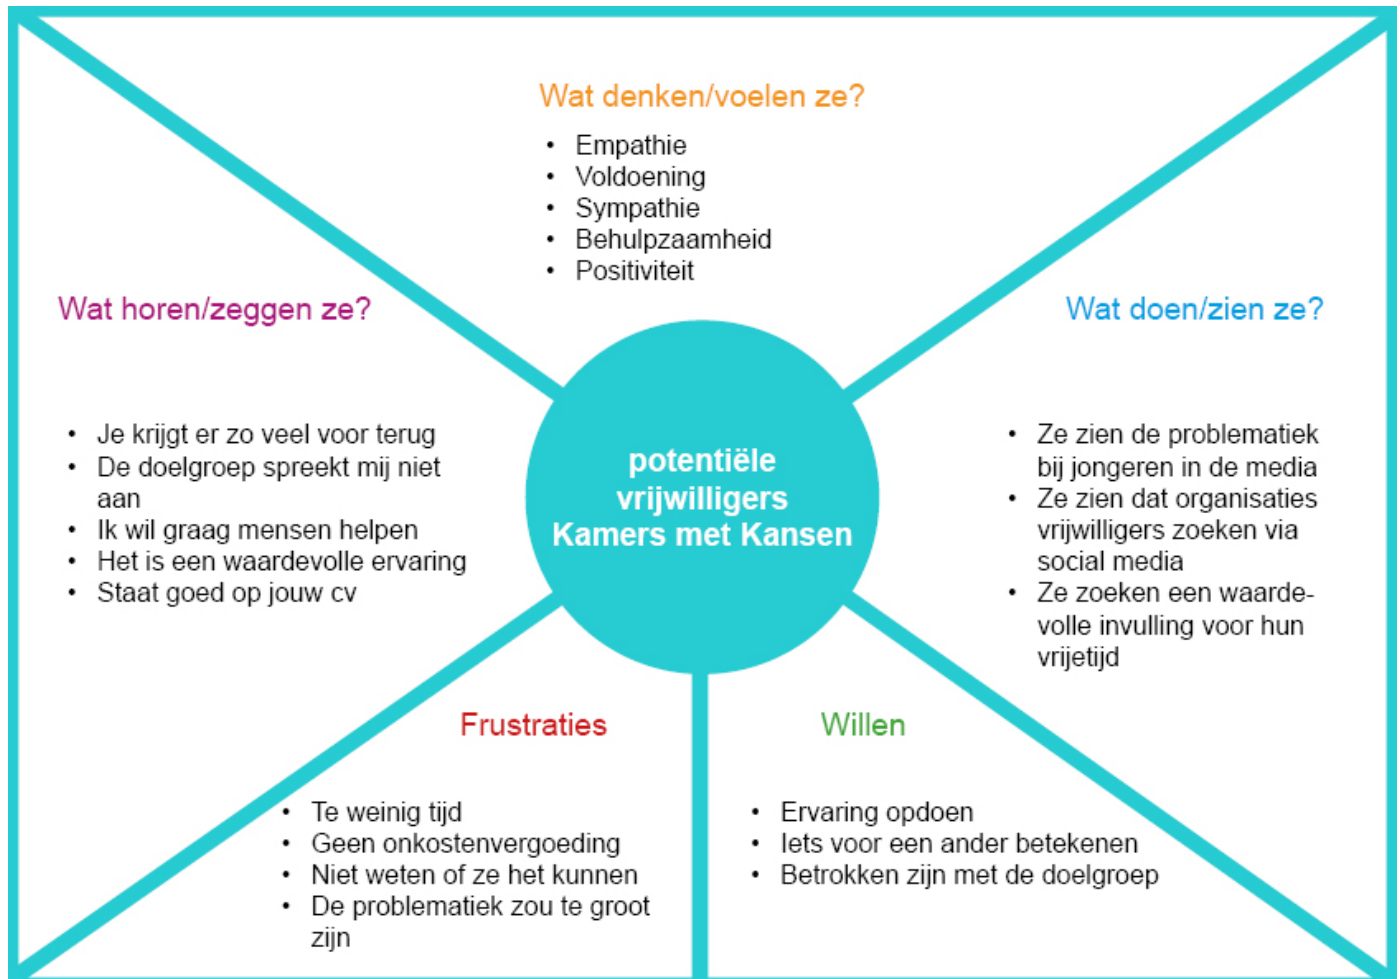 Wat denken/voelen ze?
• Empathie
• Voldoening
• Sympathie
• Behulpzaamheid
• Positiviteit
Wat horen/zeggen ze?
• Je krijgt er zo veel voor terug
• De doelgroep spreekt mij niet
aan
• Ik wil graag mensen helpen
• Het is een waardevolle ervaring
• Staat goed op jouw cv
potentiële
vrijwilligers
Kamers met Kansen
Wat doen/zien ze?
• Ze zien de problematiek
bij jongeren in de media
• Ze zien dat organisaties
vrijwilligers zoeken via
social media
• Ze zoeken een waarde-
volle invulling voor hun
vrijetijd
Frustraties
• Te weinig tijd
• Geen onkostenvergoeding
• Niet weten of ze het kunnen
• De problematiek zou te groot
zijn
Willen
• Ervaring opdoen
• Iets voor een ander betekenen
• Betrokken zijn met de doelgroep